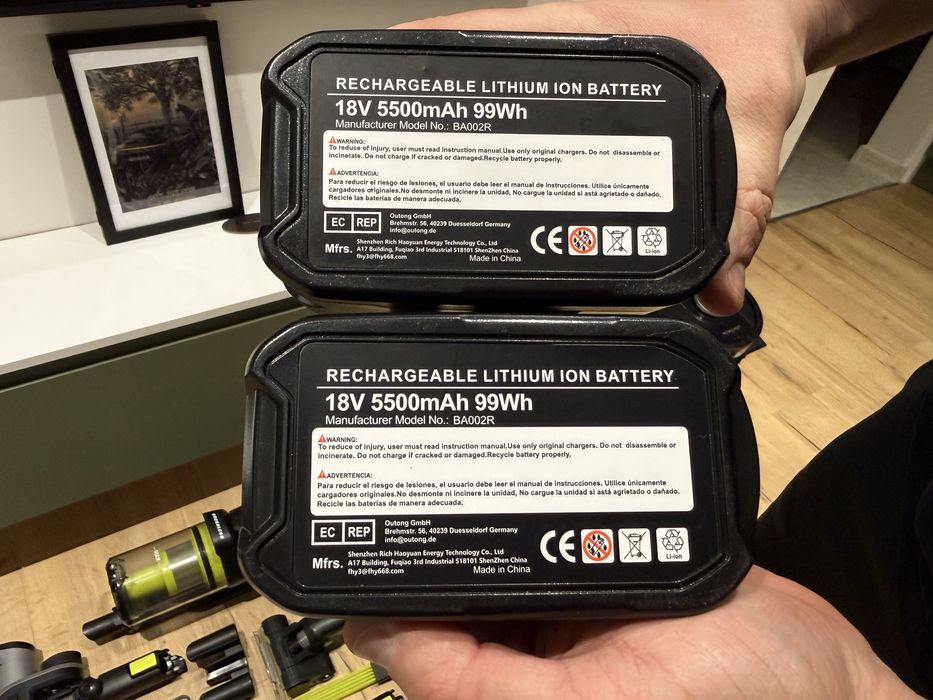 RECHARGEABLE LITHIUM ION BATTERY
18V 5500mAh 99Wh
Manufacturer Model No.: BA002R
WARNING:
To reduce of injury, user must read instruction manual.Use only original chargers. Do not disassemble or
incinerate. Do not charge if cracked or damaged.Recycle battery properly.
ADVERTENCIA:
Para reducir el riesgo de lesiones, el usuario debe leer el manual de instrucciones. Utilice únicamente
cargadores originales.No desmonte ni incinere la unidad, No cargue la unidad si está agrietado o dañado.
Recicle las baterías de manera adecuada.
EC REP
Outong GmbH
Brehmstr. 56, 40239 Duesseldorf Germany
info@outong.de
Mfrs.
Shenzhen Rich Haoyuan Energy Technology Co., Ltd
A17 Building, Fuqiao 3rd Industrial 518101 ShenZhen China
fhy3@fhy668.com
Made in China
CE
Li-ion
RECHARGEABLE LITHIUM ION BATTERY
18V 5500mAh 99Wh
Manufacturer Model No.: BA002R
WARNING:
To reduce of injury, user must read instruction manual.Use only original chargers. Do not disassemble or
incinerate. Do not charge if cracked or damaged.Recycle battery properly.
ADVERTENCIA:
Para reducir el riesgo de lesiones, el usuario debe leer el manual de instrucciones. Utilice únicamente
cargadores originales.No desmonte ni incinere la unidad, No cargue la unidad si está agrietado o dañado.
Recicle las baterías de manera adecuada.
EC REP
Outong GmbH
Brehmstr. 56, 40239 Duesseldorf Germany
info@outong.de
Mfrs.
Shenzhen Rich Haoyuan Energy Technology Co., Ltd
A17 Building, Fuqiao 3rd Industrial 518101 ShenZhen China
fhy3@fhy668.com
Made in China
CE
Li-ion